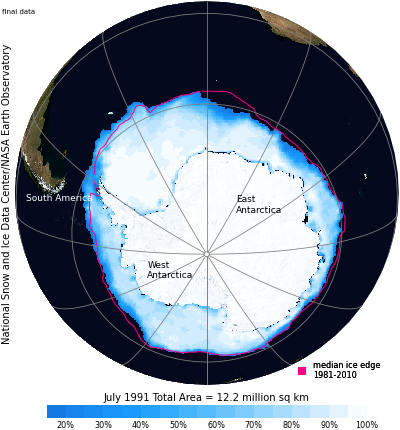 final data
National Snow and Ice Data Center/NASA Earth Observatory
South America
East
Antarctica
West
Antarctica
median ice edge
1981-2010
July 1991 Total Area = 12.2 million sq km
20% 30% 40% 50% 60% 70% 80% 90% 100%